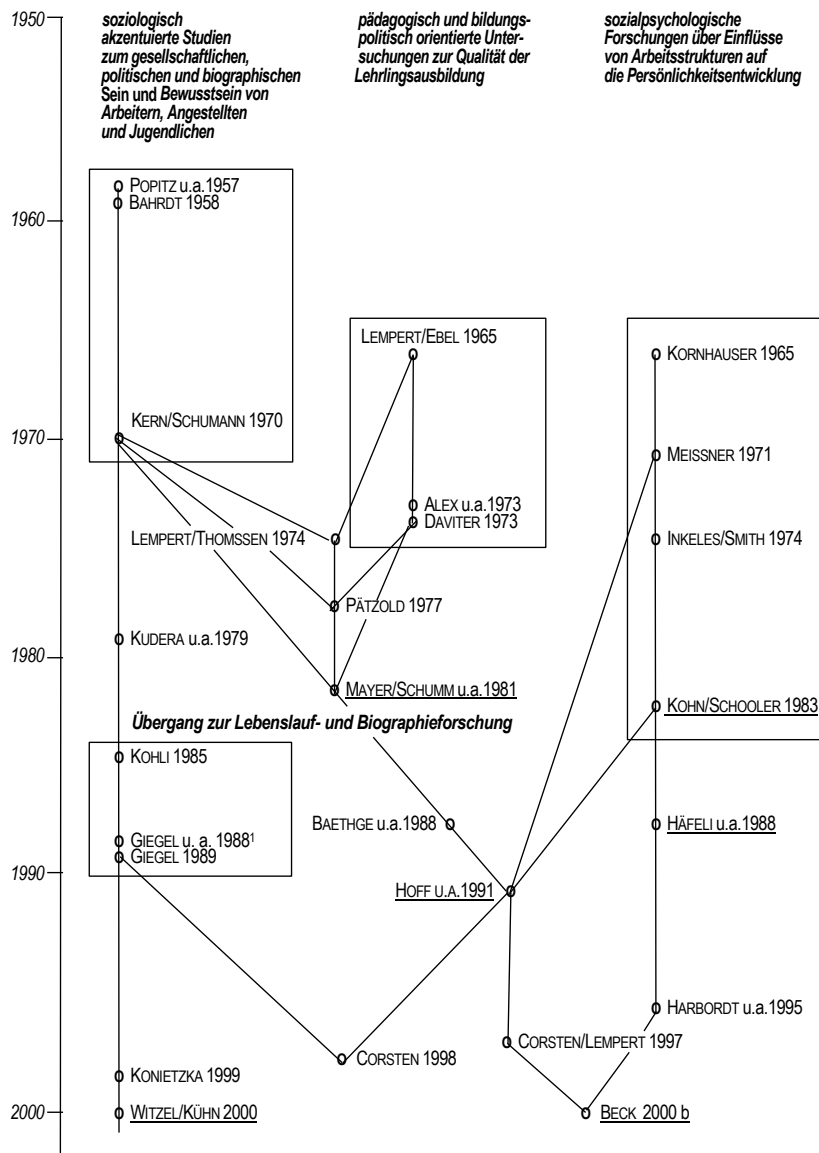 1950
soziologisch
akzentuierte Studien
zum gesellschaftlichen,
politischen und biographischen
Sein und Bewusstsein von
Arbeitern, Angestellten
und Jugendlichen
pädagogisch und bildungs-
politisch orientierte Unter-
suchungen zur Qualität der
Lehrlingsausbildung
sozialpsychologische
Forschungen über Einflüsse
von Arbeitsstrukturen auf
die Persönlichkeitsentwicklung
POPITZ u.a.1957
BAHRDT 1958
1960
LEMPERT/EBEL 1965
KORNHAUSER 1965
KERN/SCHUMANN 1970
1970
MEISSNER 1971
ALEX u.a.1973
DAVITER 1973
LEMPERT/THOMSSEN 1974
INKELES/SMITH 1974
PÄTZOLD 1977
KUDERA u.a.1979
1980
MAYER/SCHUMM u.a.1981
KOHN/SCHOOLER 1983
Übergang zur Lebenslauf- und Biographieforschung
KOHLI 1985
BAETHGE u.a.1988
HÄFELI u.a.1988
GIEGEL u. a. 1988¹
GIEGEL 1989
1990
HOFF U.A.1991
HARBORDT u.a.1995
CORSTEN/LEMPERT 1997
CORSTEN 1998
KONIETZKA 1999
2000
WITZEL/KÜHN 2000
BECK 2000 b